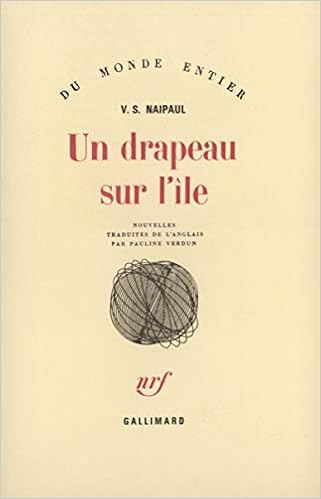 DU MONDE ENTIER
V. S. NAIPAUL
Un drapeau
sur l'île
NOUVELLES
TRADUITES DE L'ANGLAIS
PAR PAULINE VERDUN
nrf
GALLIMARD